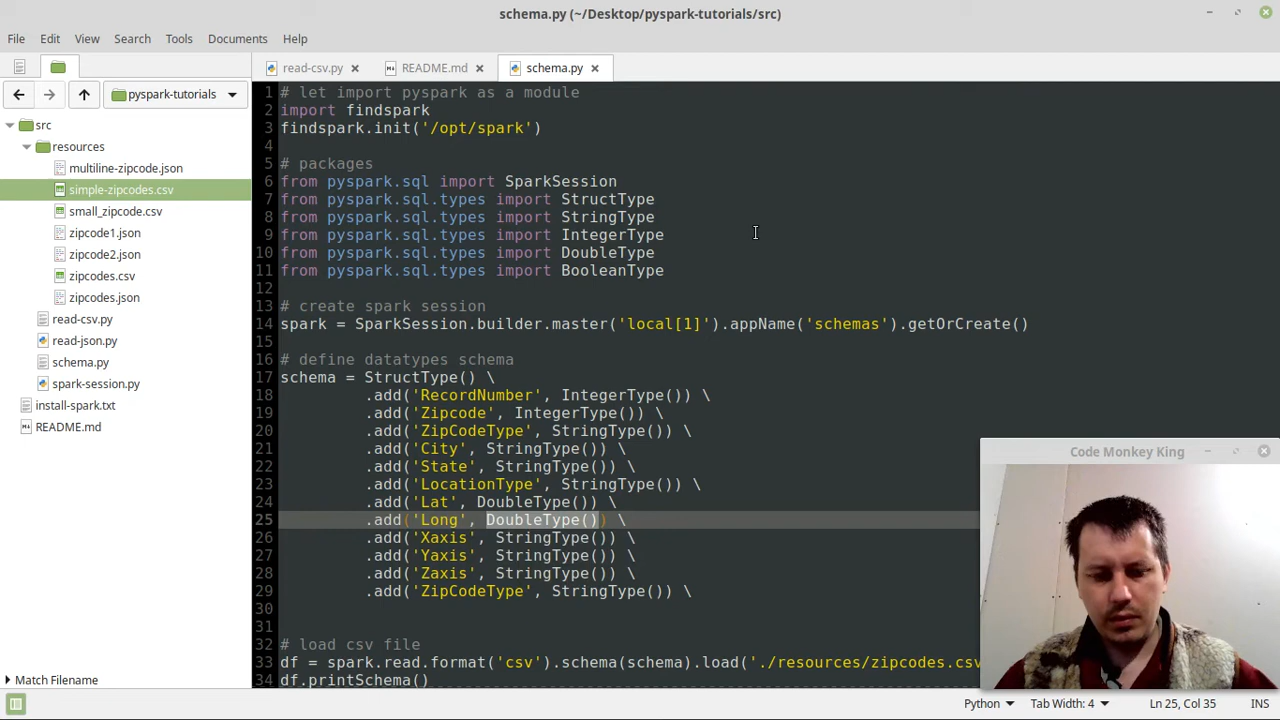 schema.py (~/Desktop/pyspark-tutorials/src)
File Edit View Search Tools Documents Help
read-csv.py README.md schema.py
pyspark-tutorials
src
resources
multiline-zipcode.json
simple-zipcodes.csv
small_zipcode.csv
zipcode1.json
zipcode2.json
zipcodes.csv
zipcodes.json
read-csv.py
read-json.py
schema.py
spark-session.py
install-spark.txt
README.md
Match Filename
1 # let import pyspark as a module
2 import findspark
3 findspark.init('/opt/spark')
4
5 # packages
6 from pyspark.sql import SparkSession
7 from pyspark.sql.types import StructType
8 from pyspark.sql.types import StringType
9 from pyspark.sql.types import IntegerType
10 from pyspark.sql.types import DoubleType
11 from pyspark.sql.types import BooleanType
12
13 # create spark session
14 spark = SparkSession.builder.master('local[1]').appName('schemas').getOrCreate()
15
16 # define datatypes schema
17 schema = StructType() \
18 .add('RecordNumber', IntegerType()) \
19 .add('Zipcode', IntegerType()) \
20 .add('ZipCodeType', StringType()) \
21 .add('City', StringType()) \
22 .add('State', StringType()) \
23 .add('LocationType', StringType()) \
24 .add('Lat', DoubleType()) \
25 .add('Long', DoubleType()) \
26 .add('Xaxis', StringType()) \
27 .add('Yaxis', StringType()) \
28 .add('Zaxis', StringType()) \
29 .add('ZipCodeType', StringType()) \
30
31
32 # load csv file
33 df = spark.read.format('csv').schema(schema).load('./resources/zipcodes.csv
34 df.printSchema()
Code Monkey King
Python Tab Width: 4 Ln 25, Col 35 INS